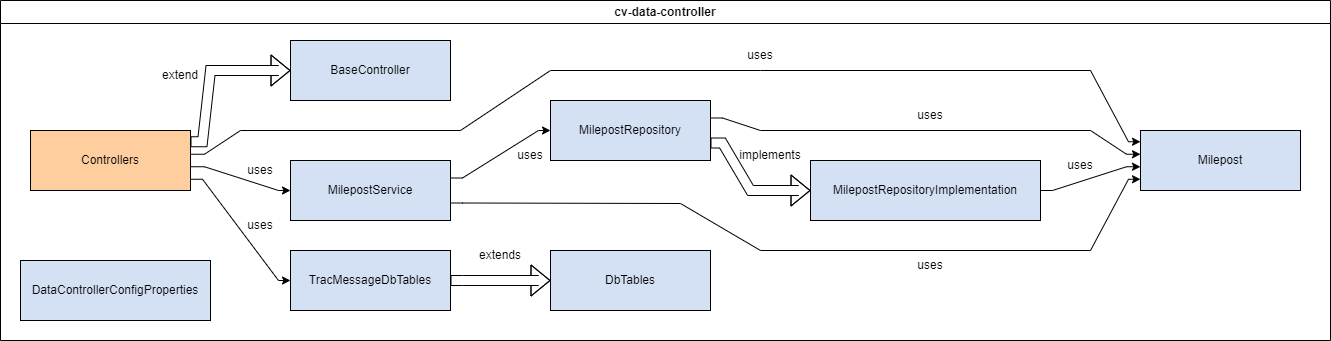 cv-data-controller
BaseController
extend
uses
MilepostRepository
uses
Controllers
uses
implements
Milepost
uses
MilepostService
MilepostRepositoryImplementation
uses
uses
uses
DataControllerConfigProperties
TracMessageDbTables
extends
DbTables